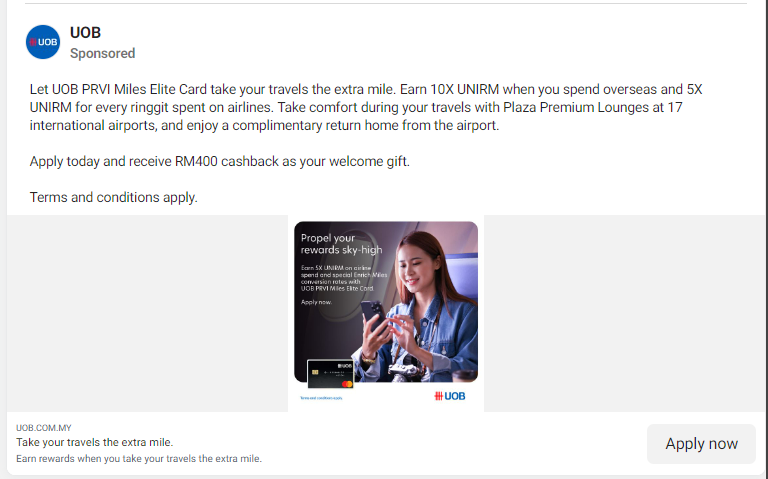 UOB
UOB
Sponsored
Let UOB PRVI Miles Elite Card take your travels the extra mile. Earn 10X UNIRM when you spend overseas and 5X
UNIRM for every ringgit spent on airlines. Take comfort during your travels with Plaza Premium Lounges at 17
international airports, and enjoy a complimentary return home from the airport.
Apply today and receive RM400 cashback as your welcome gift.
Terms and conditions apply.
Propel your
rewards sky-high
Earn 5X UNIRM on airline
spend and special Enrich Miles
conversion rates with
UOB PRVI Miles Elite Card.
Apply now.
UOB
Terms and conditions apply.
UOB
UOB.COM.MY
Take your travels the extra mile.
Earn rewards when you take your travels the extra mile.
Apply now